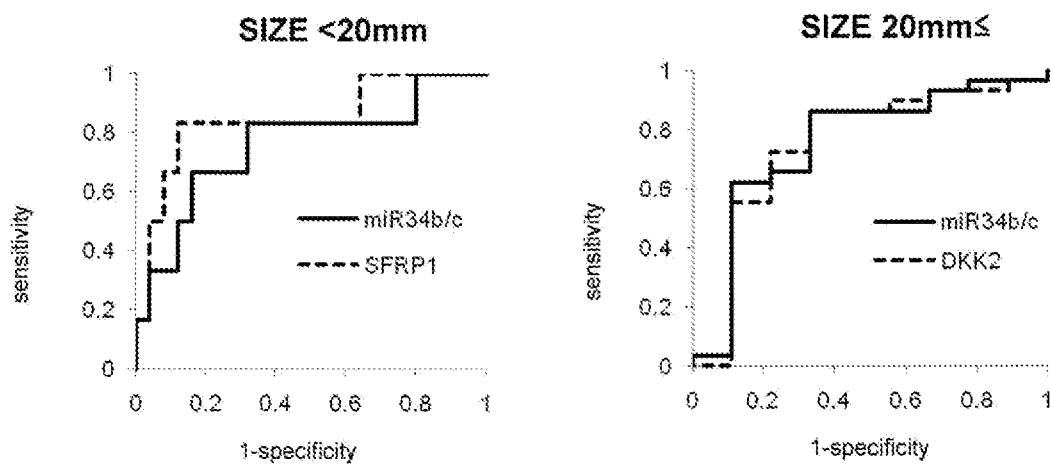 SIZE <20mm
1
0.8
0.6
0.4
0.2
0
sensitivity
miR34b/c
SFRP1
0 0.2 0.4 0.6 0.8 1
1-specificity
SIZE 20mm≤
1
0.8
0.6
0.4
0.2
0
sensitivity
miR34b/c
DKK2
0 0.2 0.4 0.6 0.8 1
1-specificity